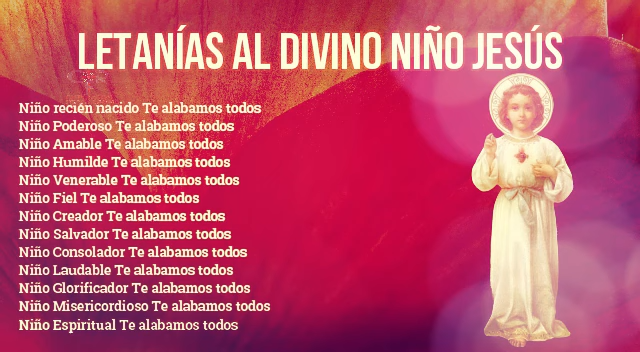 LETANÍAS AL DIVINO NIÑO JESÚS
Niño recién nacido Te alabamos todos
Niño Poderoso Te alabamos todos
Niño Amable Te alabamos todos
Niño Humilde Te alabamos todos
Niño Venerable Te alabamos todos
Niño Fiel Te alabamos todos
Niño Creador Te alabamos todos
Niño Salvador Te alabamos todos
Niño Consolador Te alabamos todos
Niño Laudable Te alabamos todos
Niño Glorificador Te alabamos todos
Niño Misericordioso Te alabamos todos
Niño Espiritual Te alabamos todos